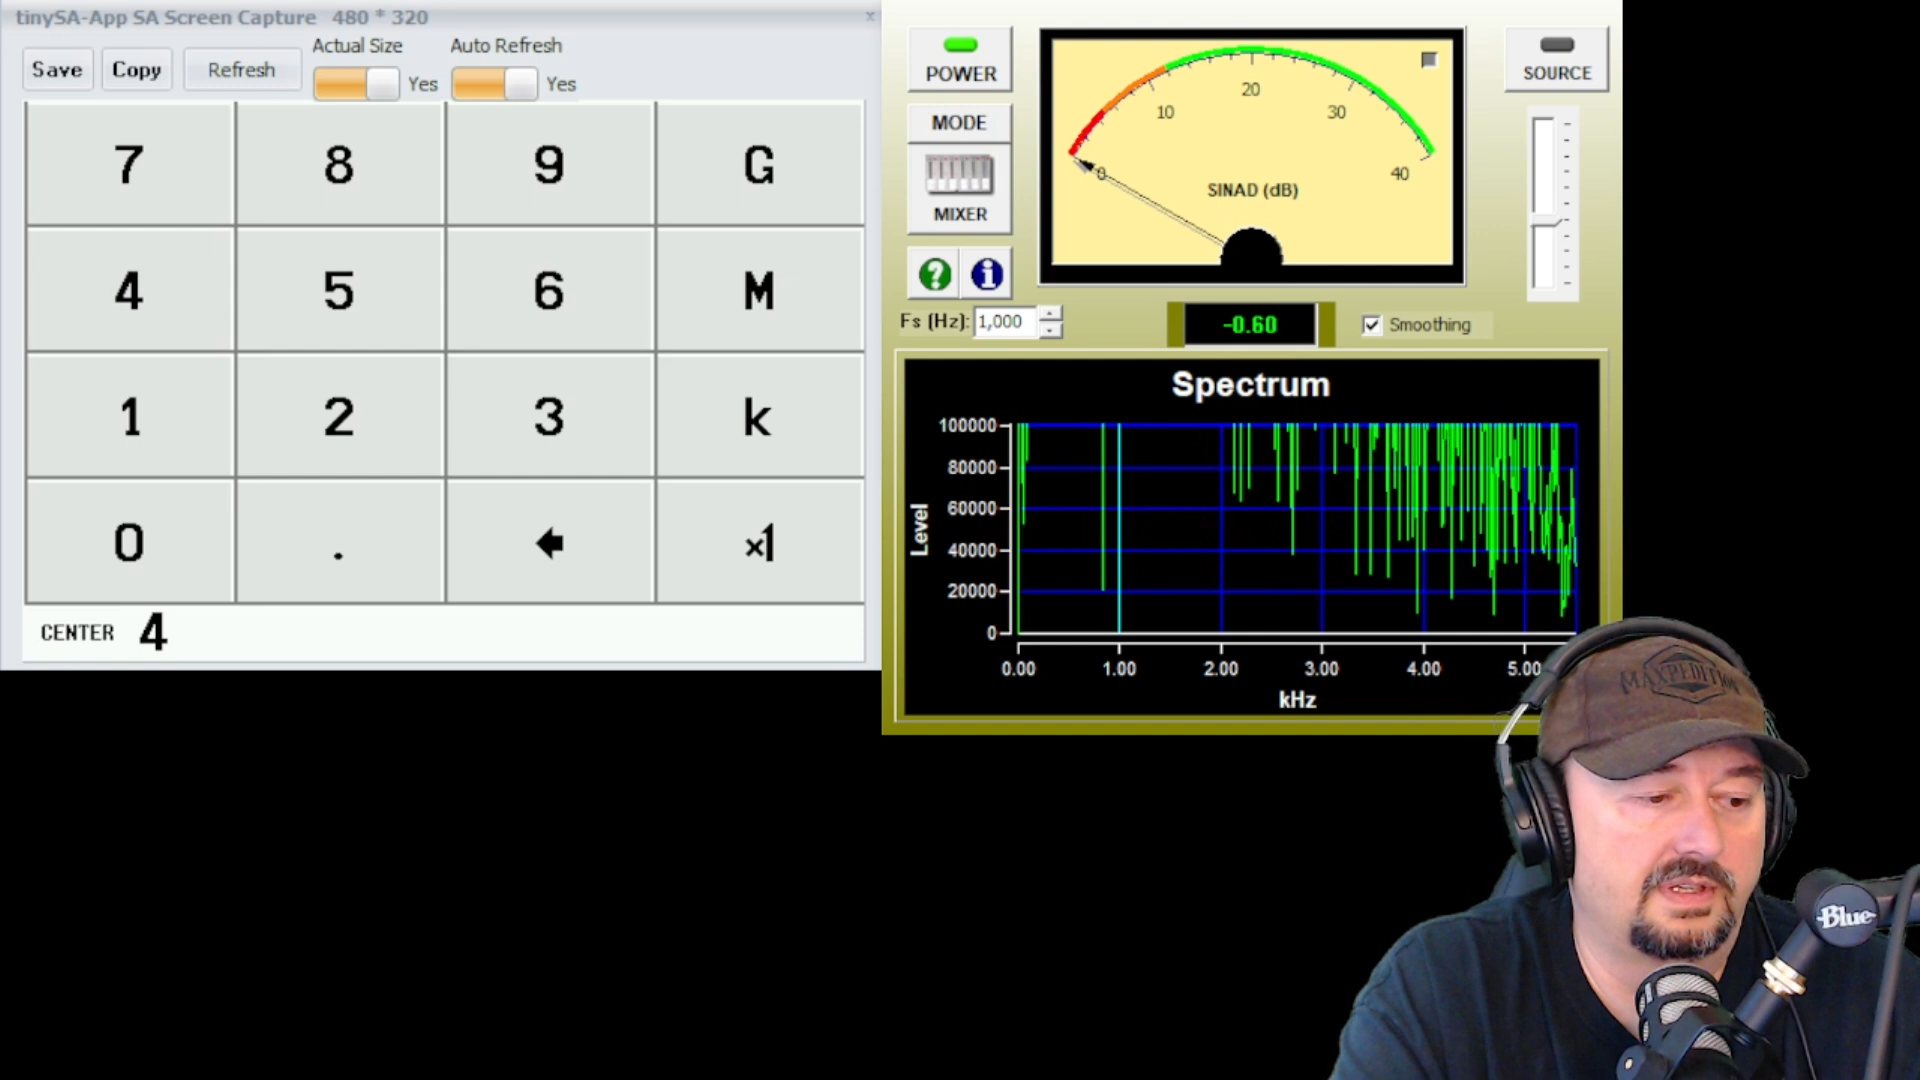 tinySA-App SA Screen Capture 480 * 320
x
Save Copy Refresh Actual Size Yes Auto Refresh Yes
7 8 9 G
4 5 6 M
1 2 3 k
0 . ×1
CENTER 4
POWER
MODE
MIXER
? i
Fs (Hz): 1,000
0 10 20 30 40
SINAD (dB)
-0.60
Smoothing
SOURCE
Spectrum
Level
100000
80000
60000
40000
20000
0
0.00 1.00 2.00 3.00 4.00 5.00
kHz
MAXPEDITION
Blue